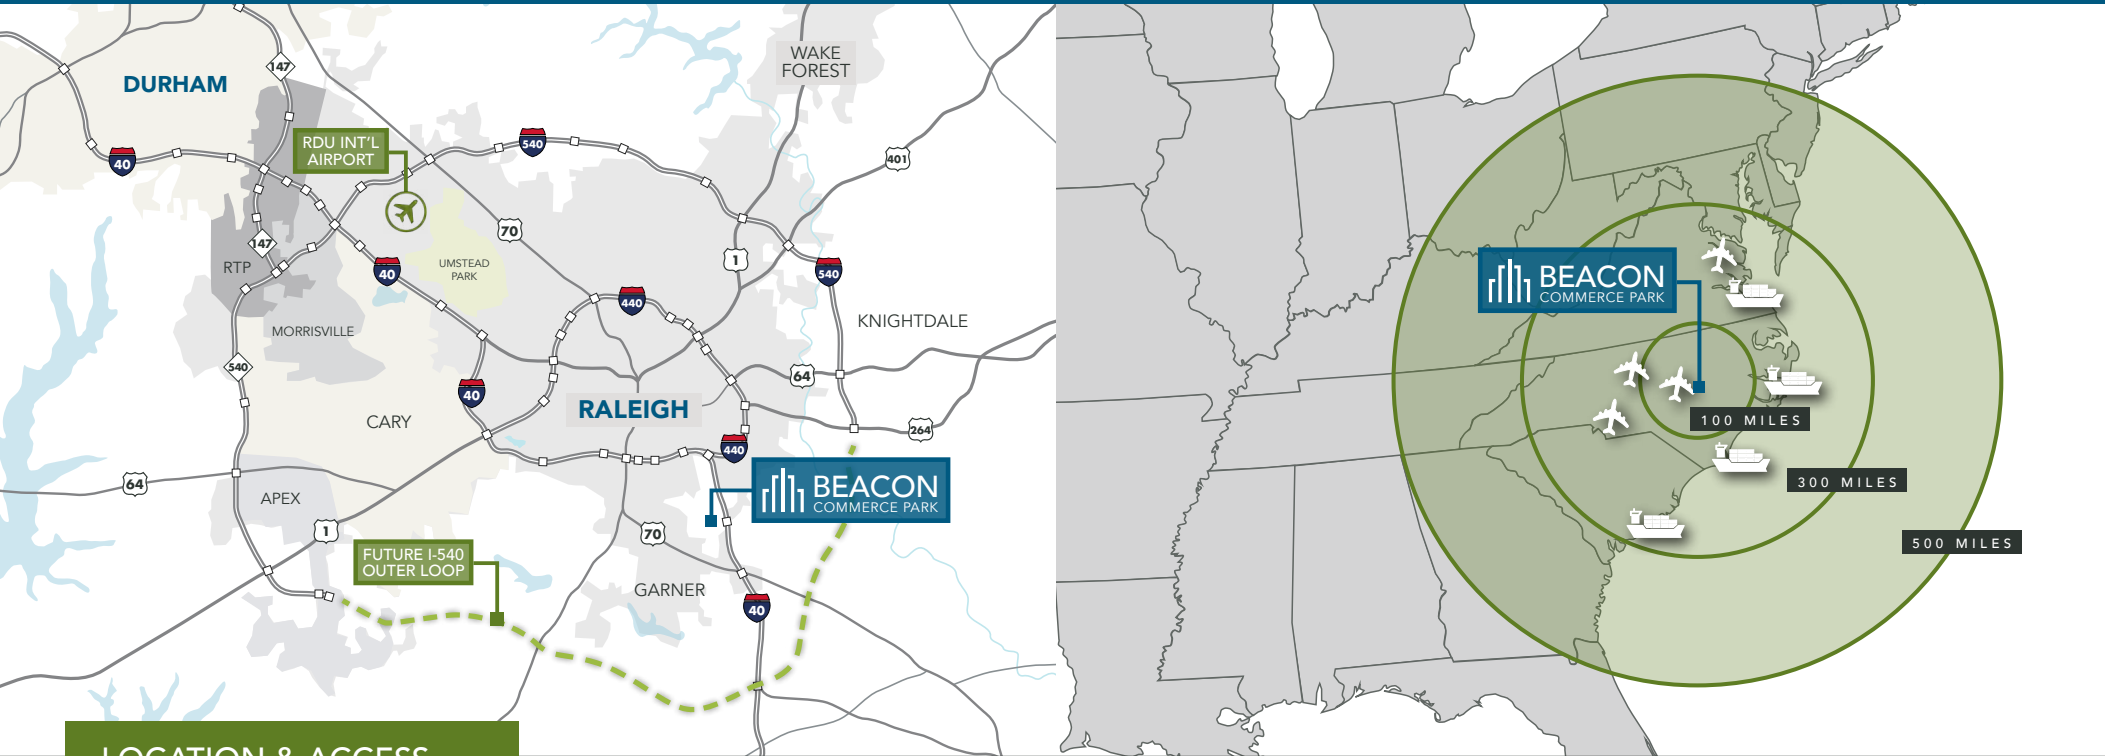 147
DURHAM
WAKE
FOREST
RDU INT'L
AIRPORT
540
40
401
70
147
1
RTP
40
UMSTEAD
PARK
540
440
MORRISVILLE
KNIGHTDALE
540
40
64
CARY
RALEIGH
264
440
64
APEX
BEACON
COMMERCE PARK
1
70
FUTURE I-540
OUTER LOOP
GARNER
40
LOCATION & ACCESS
BEACON
COMMERCE PARK
100 MILES
300 MILES
500 MILES